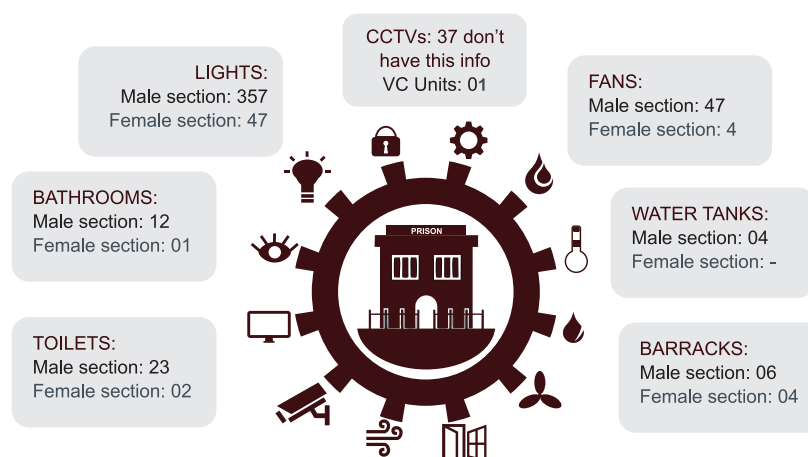 CCTVs: 37 don't
have this info
VC Units: 01
LIGHTS:
Male section: 357
Female section: 47
FANS:
Male section: 47
Female section: 4
BATHROOMS:
Male section: 12
Female section: 01
WATER TANKS:
Male section: 04
Female section: -
PRISON
TOILETS:
Male section: 23
Female section: 02
BARRACKS:
Male section: 06
Female section: 04